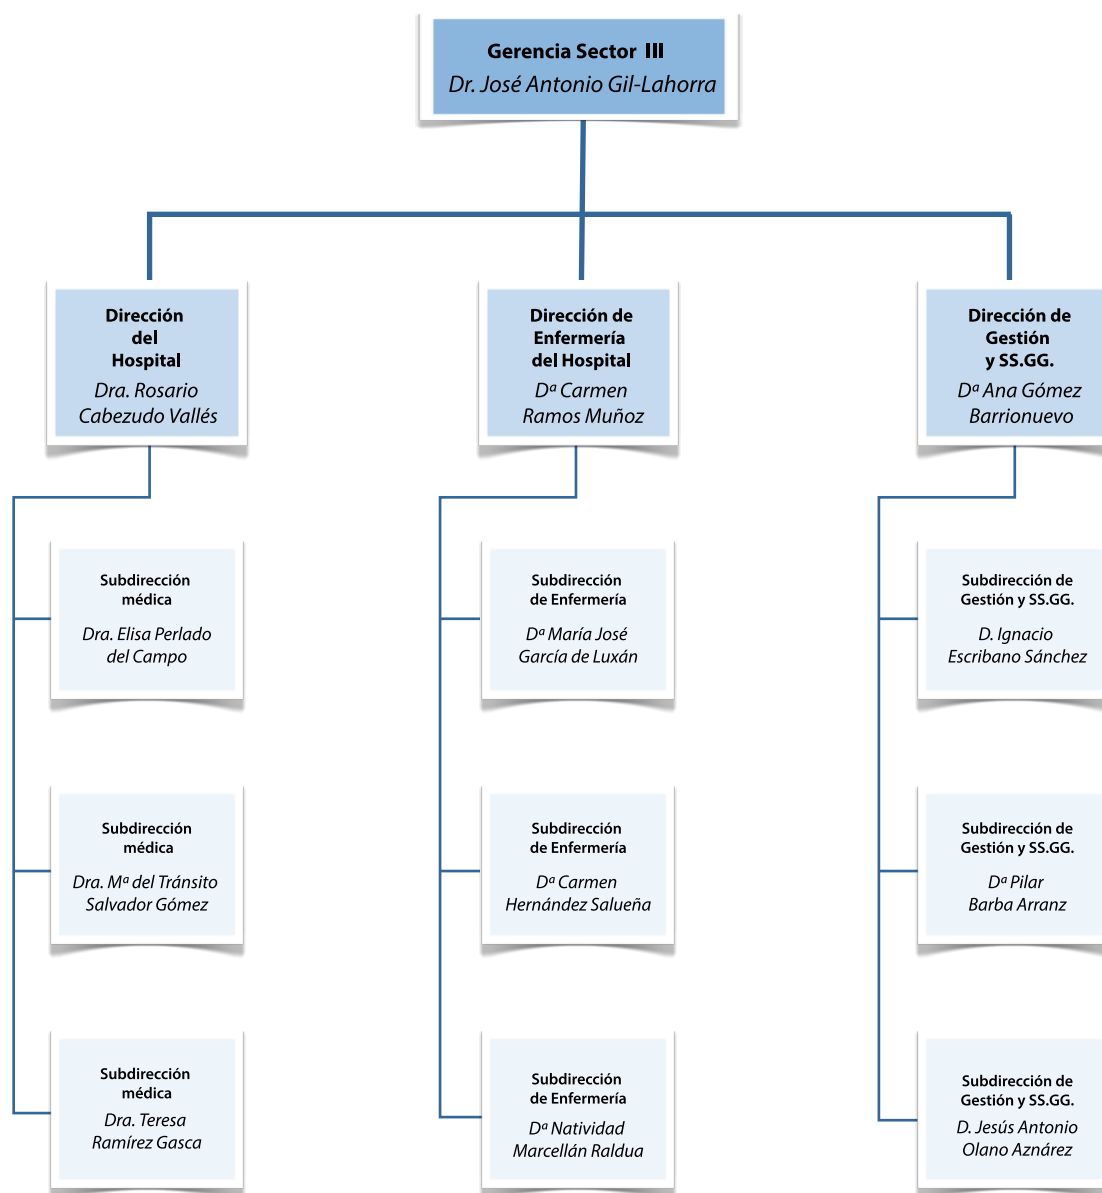 Gerencia Sector III
Dr. José Antonio Gil-Lahorra
Dirección
del
Hospital
Dra. Rosario
Cabezudo Vallés
Dirección de
Enfermería
del Hospital
Dª Carmen
Ramos Muñoz
Dirección de
Gestión
y SS.GG.
Dª Ana Gómez
Barrionuevo
Subdirección
médica
Dra. Elisa Perlado
del Campo
Subdirección
de Enfermería
Dª María José
García de Luxán
Subdirección de
Gestión y SS.GG.
D. Ignacio
Escribano Sánchez
Subdirección
médica
Dra. Mª del Tránsito
Salvador Gómez
Subdirección
de Enfermería
Dª Carmen
Hernández Salueña
Subdirección de
Gestión y SS.GG.
Dª Pilar
Barba Arranz
Subdirección
médica
Dra. Teresa
Ramírez Gasca
Subdirección
de Enfermería
Dª Natividad
Marcellán Raldua
Subdirección de
Gestión y SS.GG.
D. Jesús Antonio
Olano Aznárez